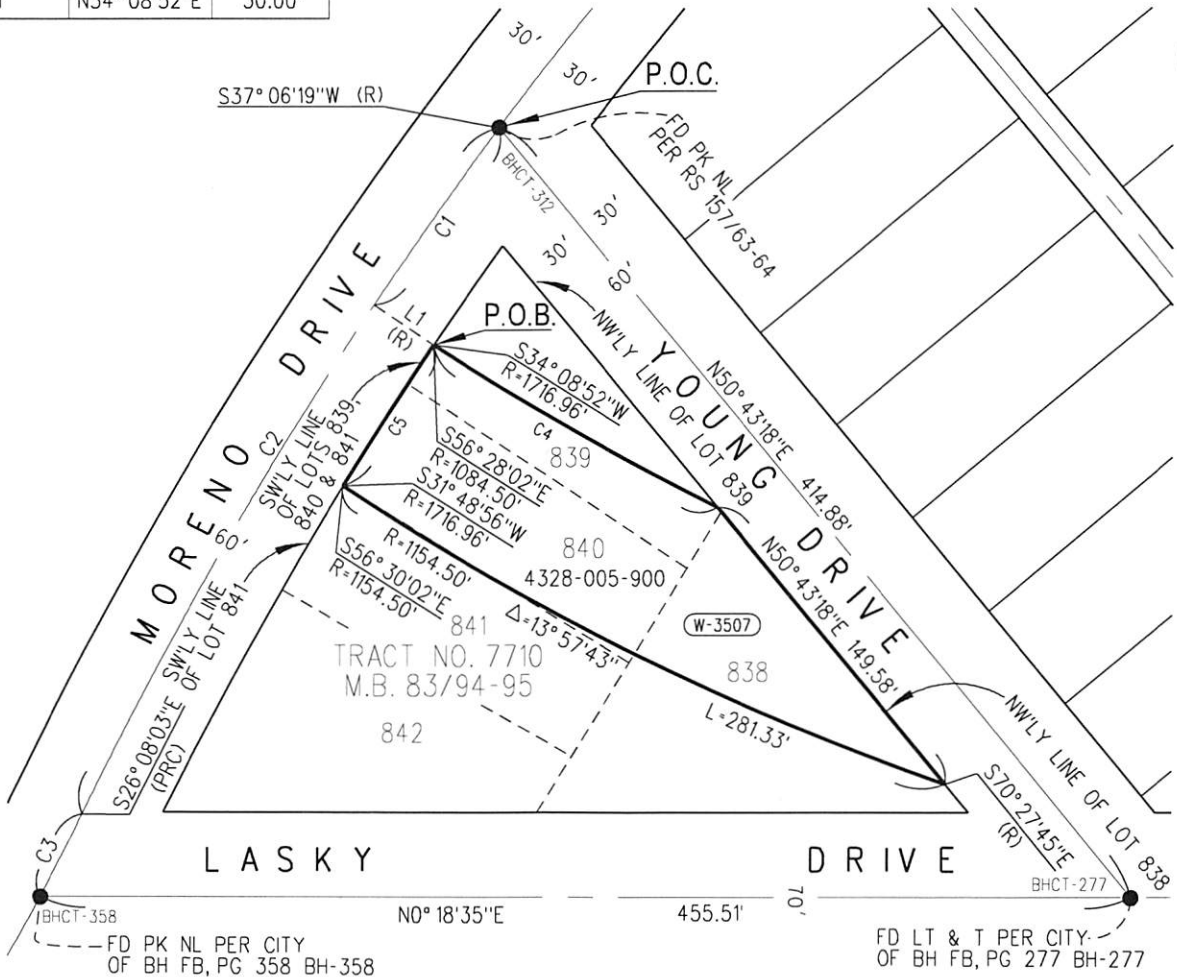 N34°08'52"E 30.00'
30'
30'
P.O.C.
S37°06'19"W (R)
FD PK NL
PER RS 157/63-64
BHCT-312
C1
30'
30'
60'
L1
(R)
P.O.B.
NW'LY LINE OF LOT 839
YOUNG DRIVE
N50°43'18"E 414.88'
S34°08'52"W
R=1716.96'
C4
839
MORENO DRIVE
C2
60'
SW'LY LINE
OF LOTS 839,
840 & 841
C5
S56°28'02"E
R=1084.50'
S31°48'56"W
R=1716.96'
840
4328-005-900
N50°43'18"E 149.58'
R=1154.50'
S56°30'02"E
R=1154.50'
Δ=13°57'43"
W-3507
838
841
TRACT NO. 7710
M.B. 83/94-95
842
L=281.33'
SW'LY LINE
OF LOT 841
S26°08'03"E
(PRC)
NW'LY LINE OF LOT 838
S70°27'45"E
(R)
C3
LASKY DRIVE
BHCT-277
70'
BHCT-358
N0°18'35"E 455.51'
FD PK NL PER CITY
OF BH FB, PG 358 BH-358
FD LT & T PER CITY
OF BH FB, PG 277 BH-277